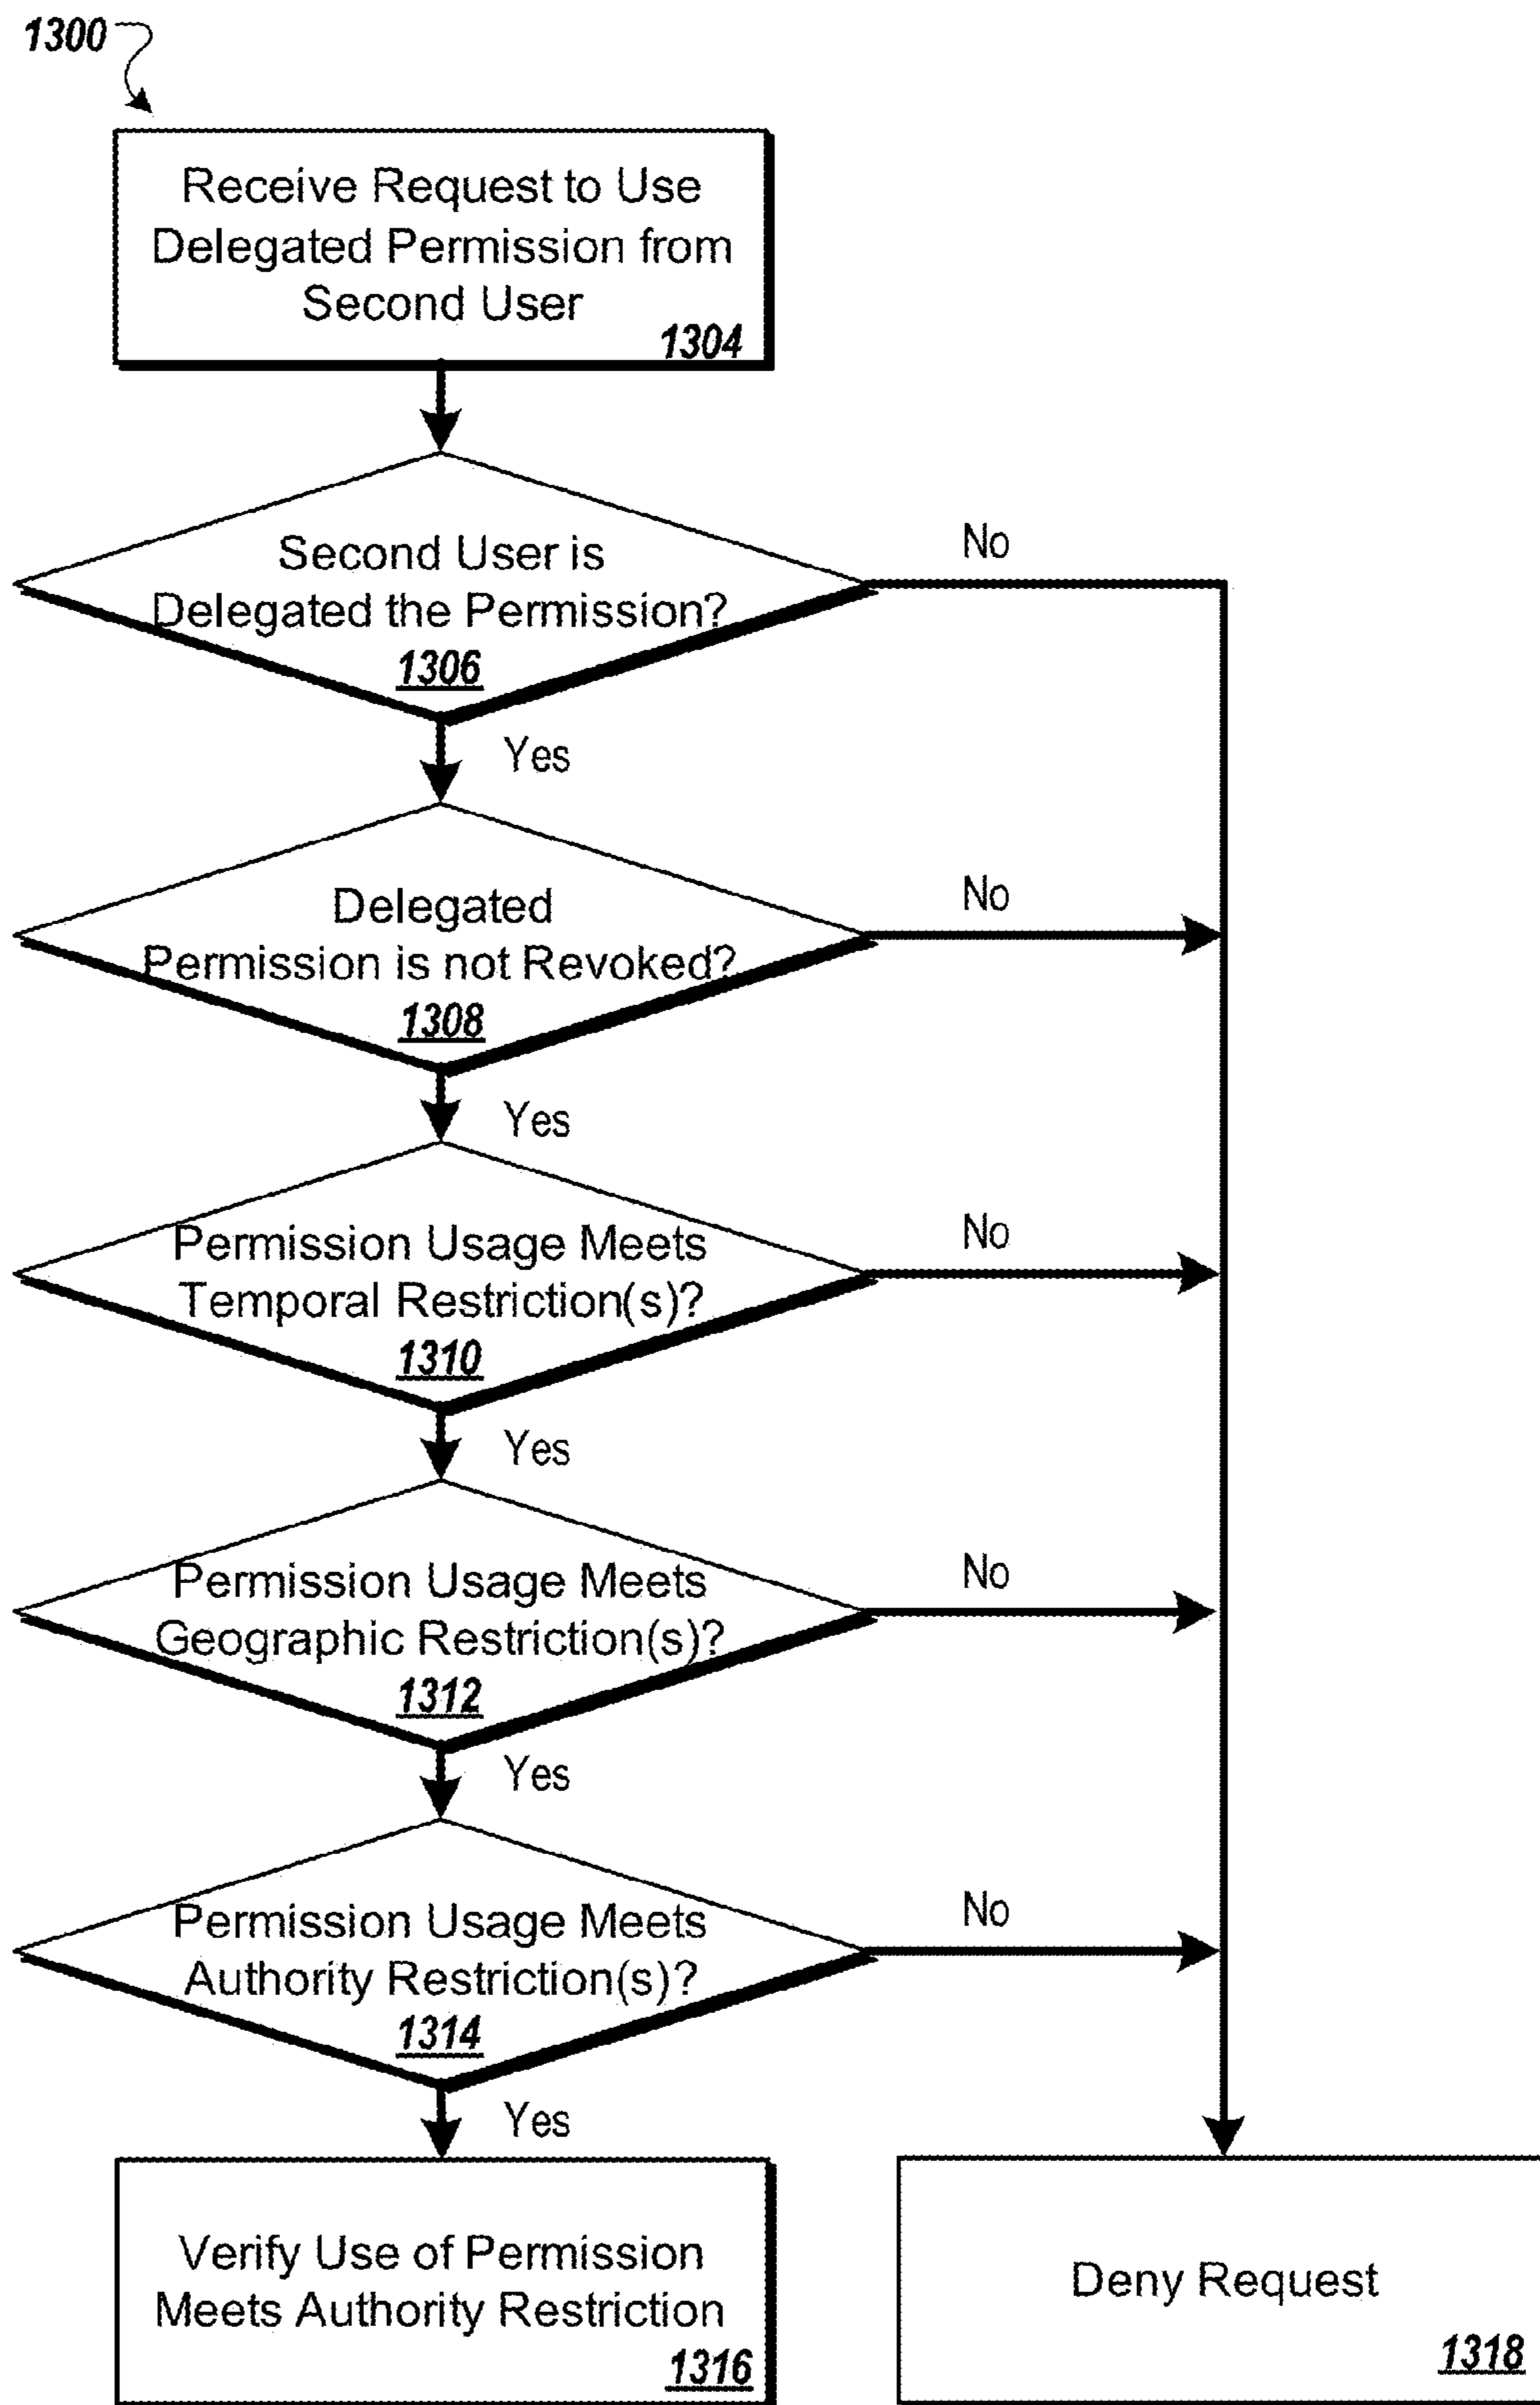 1300
Receive Request to Use
Delegated Permission from
Second User
1304
Second User is
Delegated the Permission?
1306
No
Yes
Delegated
Permission is not Revoked?
1308
No
Yes
Permission Usage Meets
Temporal Restriction(s)?
1310
No
Yes
Permission Usage Meets
Geographic Restriction(s)?
1312
No
Yes
Permission Usage Meets
Authority Restriction(s)?
1314
No
Yes
Verify Use of Permission
Meets Authority Restriction
1316
Deny Request
1318